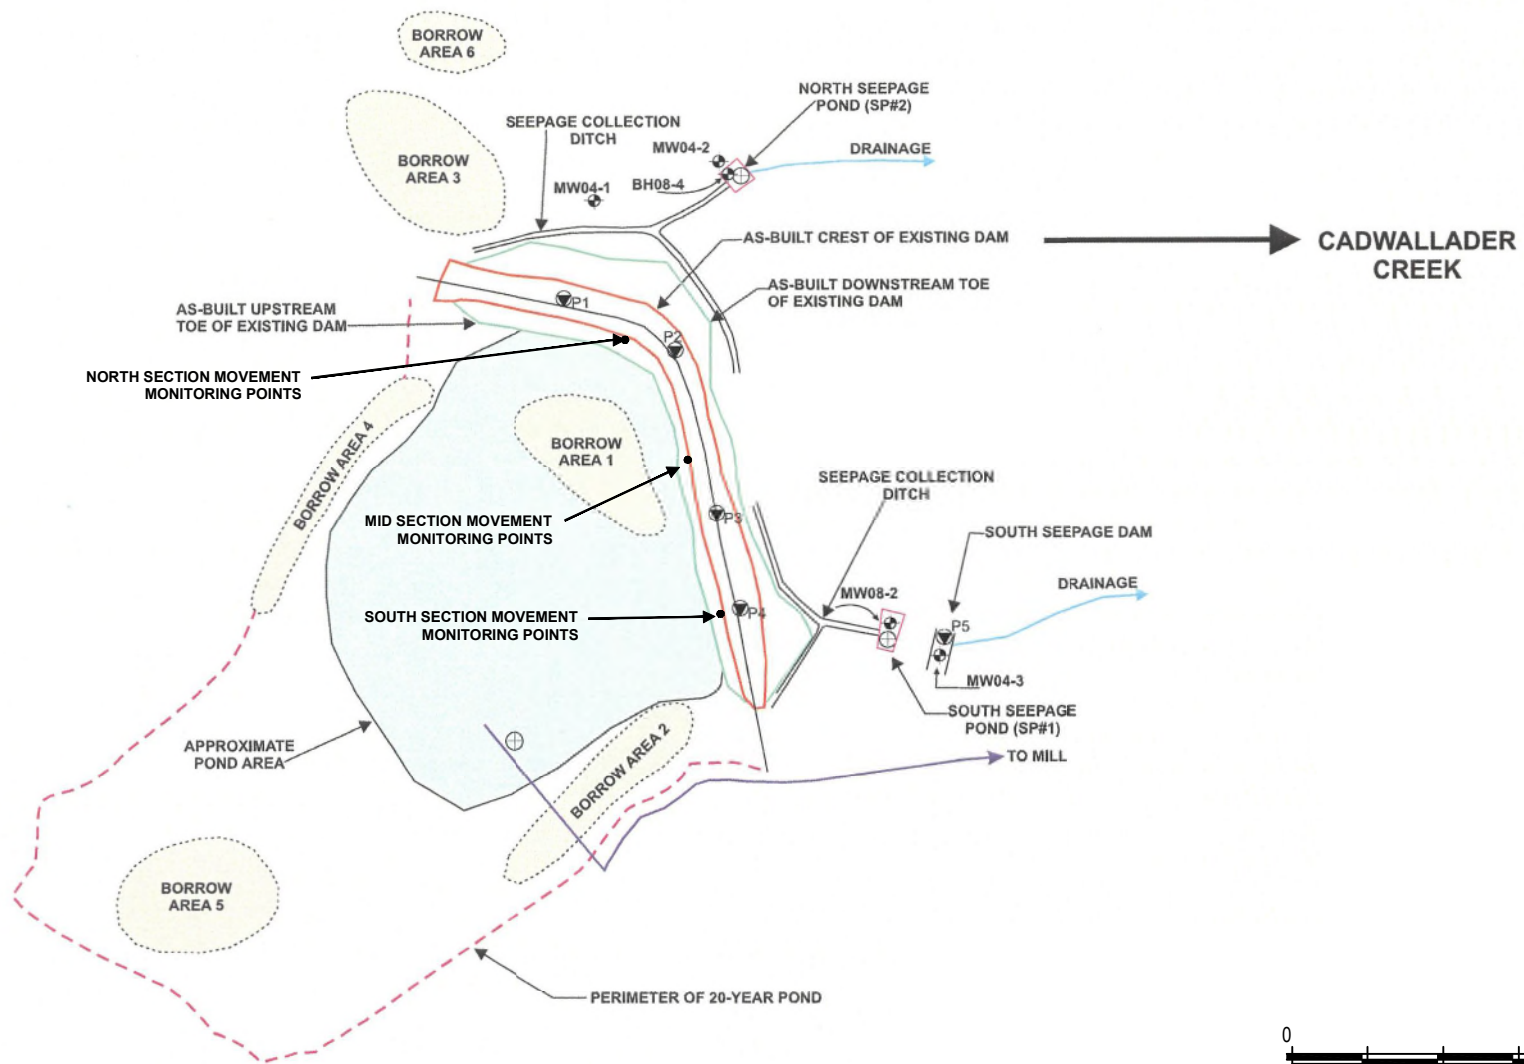 BORROW
AREA 6
NORTH SEEPAGE
POND (SP#2)
SEEPAGE COLLECTION
DITCH
MW04-2
DRAINAGE
BORROW
AREA 3
MW04-1
BH08-4
AS-BUILT CREST OF EXISTING DAM
CADWALLADER
CREEK
AS-BUILT DOWNSTREAM TOE
OF EXISTING DAM
AS-BUILT UPSTREAM
TOE OF EXISTING DAM
P1
P2
NORTH SECTION MOVEMENT
MONITORING POINTS
BORROW AREA 4
BORROW
AREA 1
SEEPAGE COLLECTION
DITCH
MID SECTION MOVEMENT
MONITORING POINTS
P3
SOUTH SEEPAGE DAM
DRAINAGE
MW08-2
SOUTH SECTION MOVEMENT
MONITORING POINTS
P4
P5
MW04-3
SOUTH SEEPAGE
POND (SP#1)
APPROXIMATE
POND AREA
BORROW AREA 2
TO MILL
BORROW
AREA 5
PERIMETER OF 20-YEAR POND
0